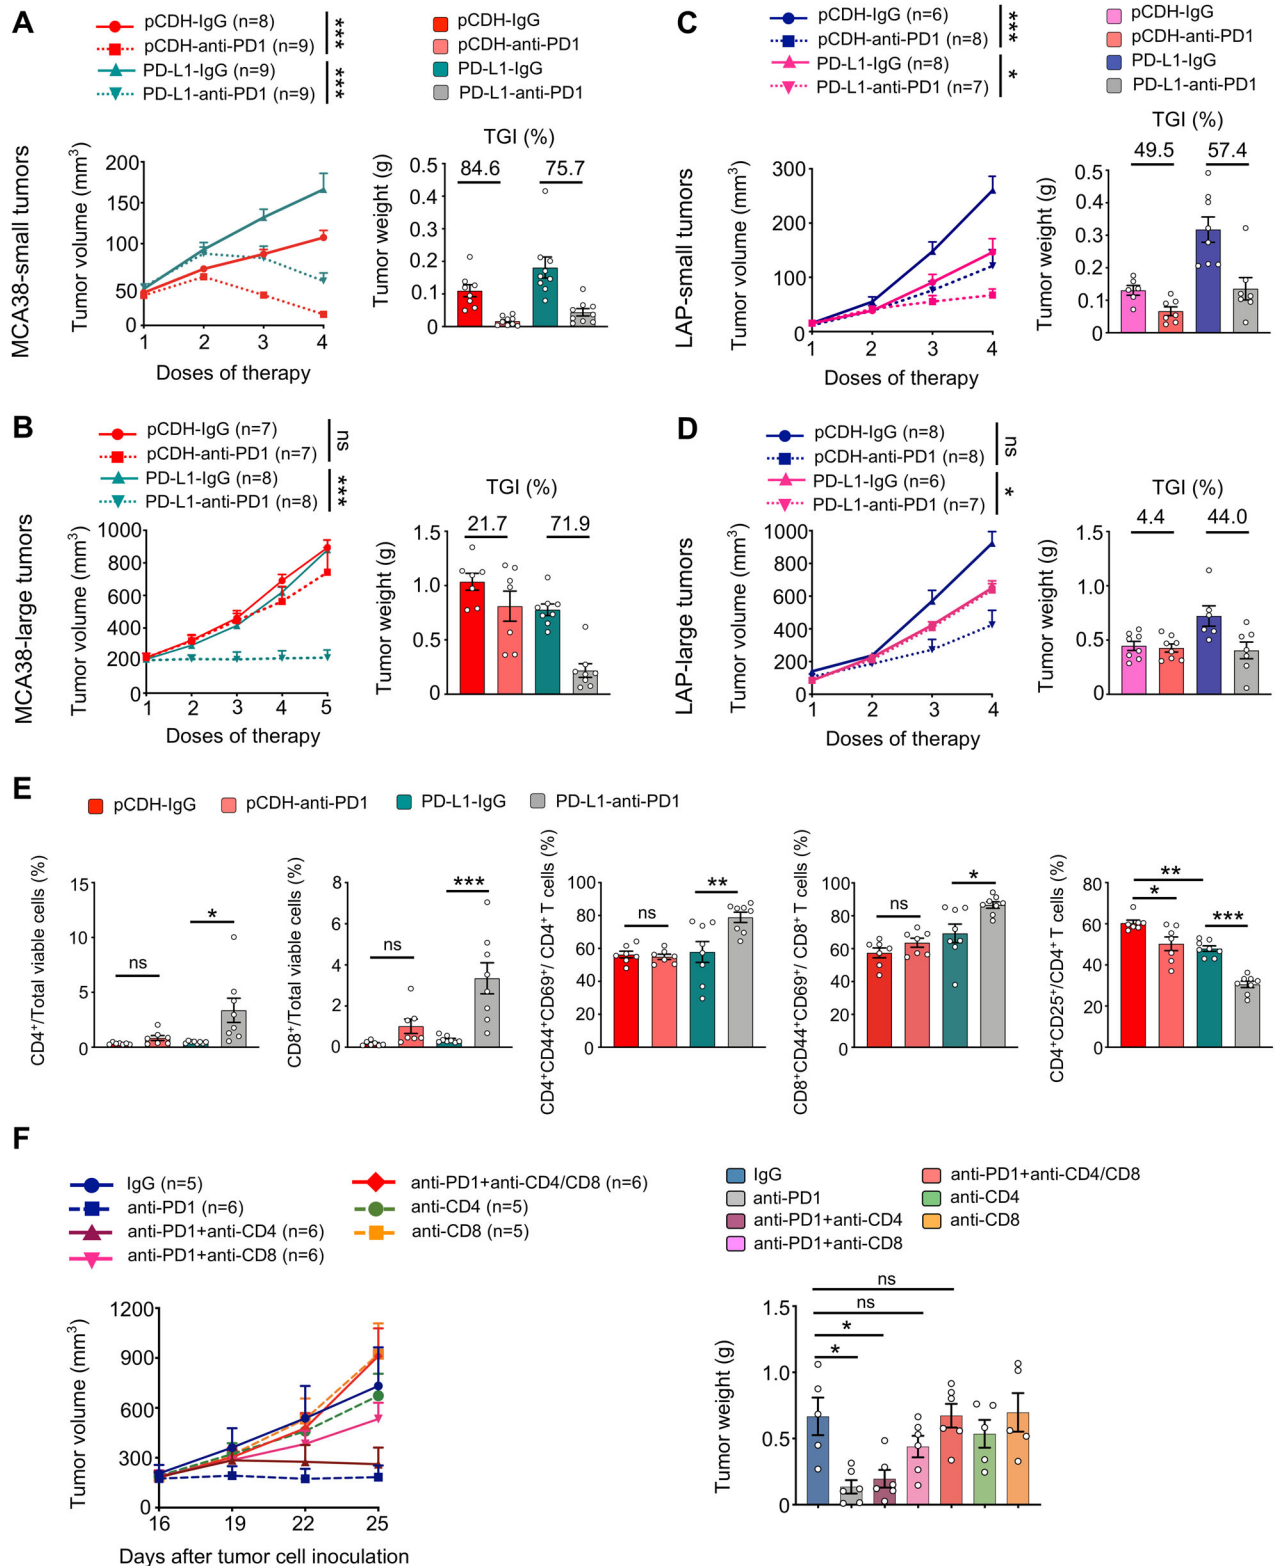 A
pCDH-IgG (n=8)
pCDH-anti-PD1 (n=9)
PD-L1-IgG (n=9)
PD-L1-anti-PD1 (n=9)
***
***
pCDH-IgG
pCDH-anti-PD1
PD-L1-IgG
PD-L1-anti-PD1
MCA38-small tumors
Tumor volume (mm³)
200
150
100
50
0
1 2 3 4
Doses of therapy
TGI (%)
84.6 75.7
Tumor weight (g)
0.5
0.4
0.3
0.2
0.1
0
C
pCDH-IgG (n=6)
pCDH-anti-PD1 (n=8)
PD-L1-IgG (n=8)
PD-L1-anti-PD1 (n=7)
***
*
pCDH-IgG
pCDH-anti-PD1
PD-L1-IgG
PD-L1-anti-PD1
LAP-small tumors
Tumor volume (mm³)
300
200
100
0
1 2 3 4
Doses of therapy
TGI (%)
49.5 57.4
Tumor weight (g)
0.5
0.4
0.3
0.2
0.1
0
B
pCDH-IgG (n=7)
pCDH-anti-PD1 (n=7)
PD-L1-IgG (n=8)
PD-L1-anti-PD1 (n=8)
ns
***
MCA38-large tumors
Tumor volume (mm³)
1000
800
600
400
200
0
1 2 3 4 5
Doses of therapy
TGI (%)
21.7 71.9
Tumor weight (g)
1.5
1.0
0.5
0
D
pCDH-IgG (n=8)
pCDH-anti-PD1 (n=8)
PD-L1-IgG (n=6)
PD-L1-anti-PD1 (n=7)
ns
*
LAP-large tumors
Tumor volume (mm³)
1000
800
600
400
200
0
1 2 3 4
Doses of therapy
TGI (%)
4.4 44.0
Tumor weight (g)
1.5
1.0
0.5
0
E
pCDH-IgG pCDH-anti-PD1 PD-L1-IgG PD-L1-anti-PD1
CD4⁺/Total viable cells (%)
15
10
5
0
ns
*
CD8⁺/Total viable cells (%)
8
6
4
2
0
ns
***
CD4⁺CD44⁺CD69⁺/ CD4⁺ T cells (%)
100
80
60
40
20
0
ns
**
CD8⁺CD44⁺CD69⁺/ CD8⁺ T cells (%)
100
80
60
40
20
0
ns
*
CD4⁺CD25⁺/CD4⁺ T cells (%)
80
60
40
20
0
**
*
***
F
IgG (n=5)
anti-PD1 (n=6)
anti-PD1+anti-CD4 (n=6)
anti-PD1+anti-CD8 (n=6)
anti-PD1+anti-CD4/CD8 (n=6)
anti-CD4 (n=5)
anti-CD8 (n=5)
Tumor volume (mm³)
1200
900
600
300
0
16 19 22 25
Days after tumor cell inoculation
IgG
anti-PD1
anti-PD1+anti-CD4
anti-PD1+anti-CD8
anti-PD1+anti-CD4/CD8
anti-CD4
anti-CD8
Tumor weight (g)
1.5
1.0
0.5
0
ns
ns
*
*